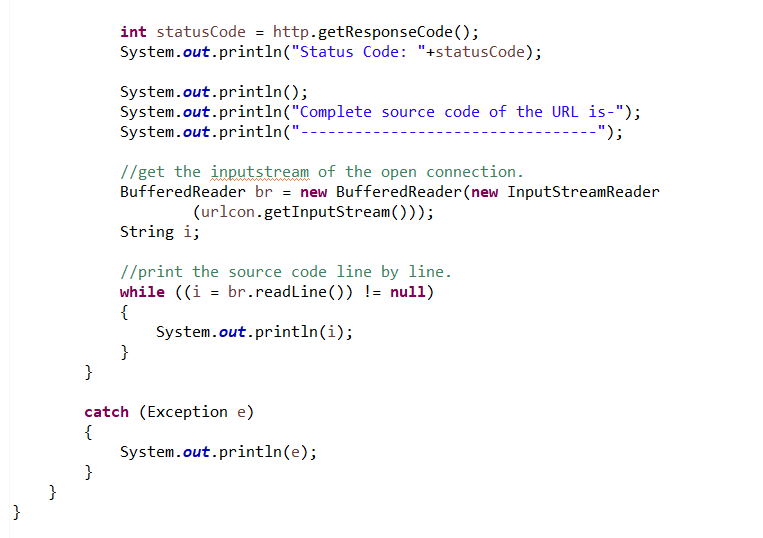 int statusCode = http.getResponseCode();
System.out.println("Status Code: "+statusCode);
System.out.println();
System.out.println("Complete source code of the URL is-");
System.out.println("---------------------------------");
//get the inputstream of the open connection.
BufferedReader br = new BufferedReader(new InputStreamReader
(urlcon.getInputStream()));
String i;
//print the source code line by line.
while ((i = br.readLine()) != null)
{
System.out.println(i);
}
}
catch (Exception e)
{
System.out.println(e);
}
}
}